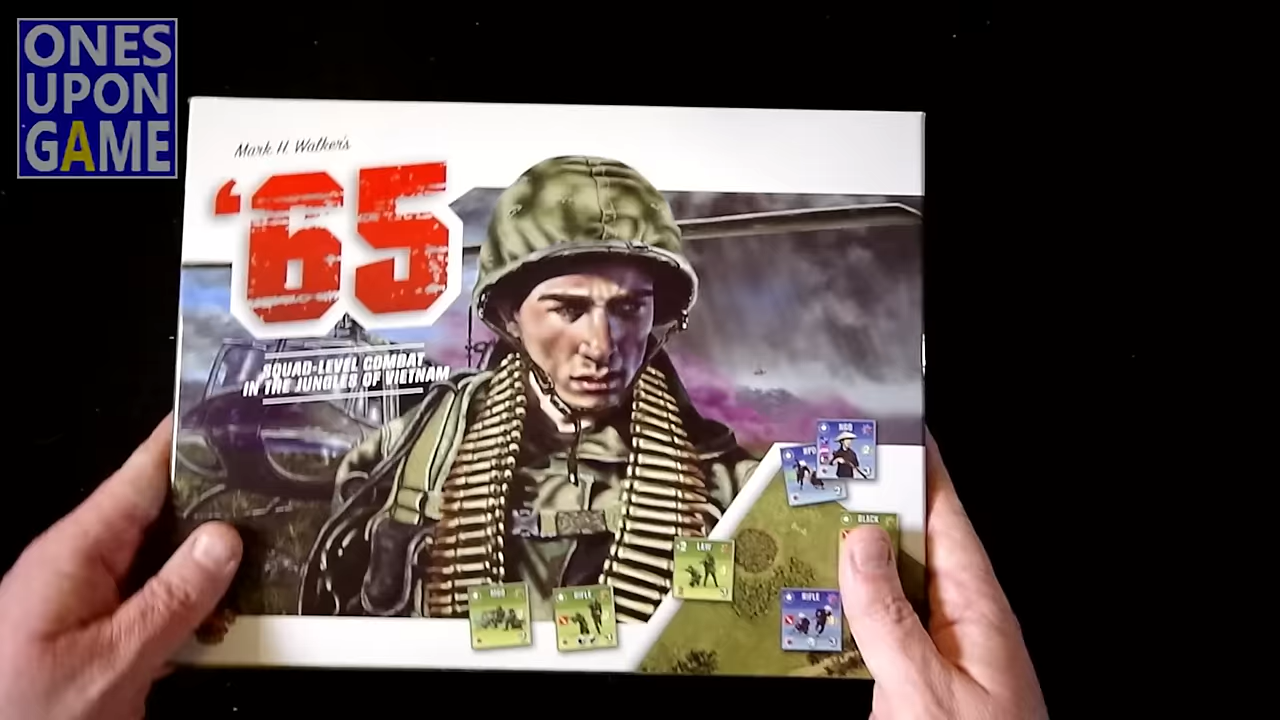 ONES
UPON
GAME
Mark H. Walker's
'65
SQUAD-LEVEL COMBAT
IN THE JUNGLES OF VIETNAM
NGO
BLACK
LAW
RIFLE
M60
RIFLE